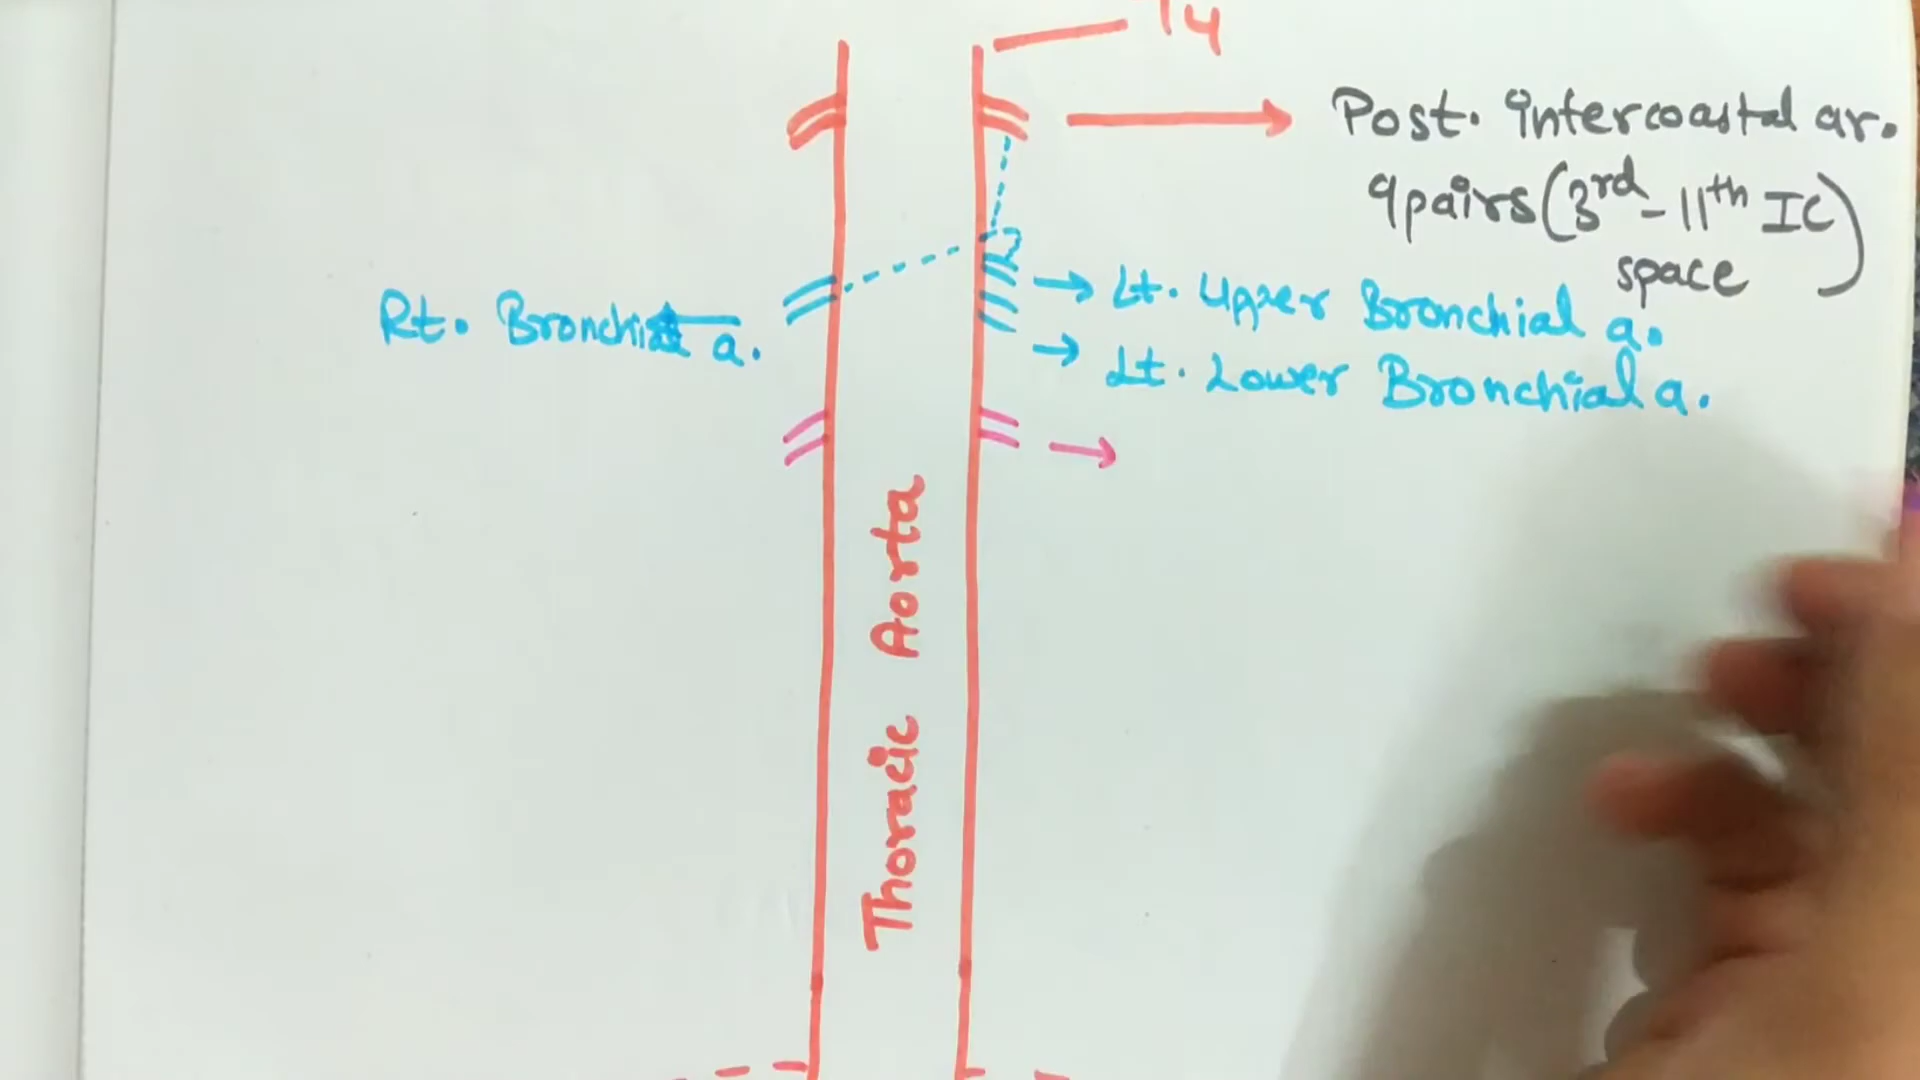 T4
Post. intercoastal ar.
9pairs (3rd - 11th IC)
space
Lt. Upper Bronchial a.
Rt. Bronchial a.
Lt. Lower Bronchial a.
Thoracic Aorta